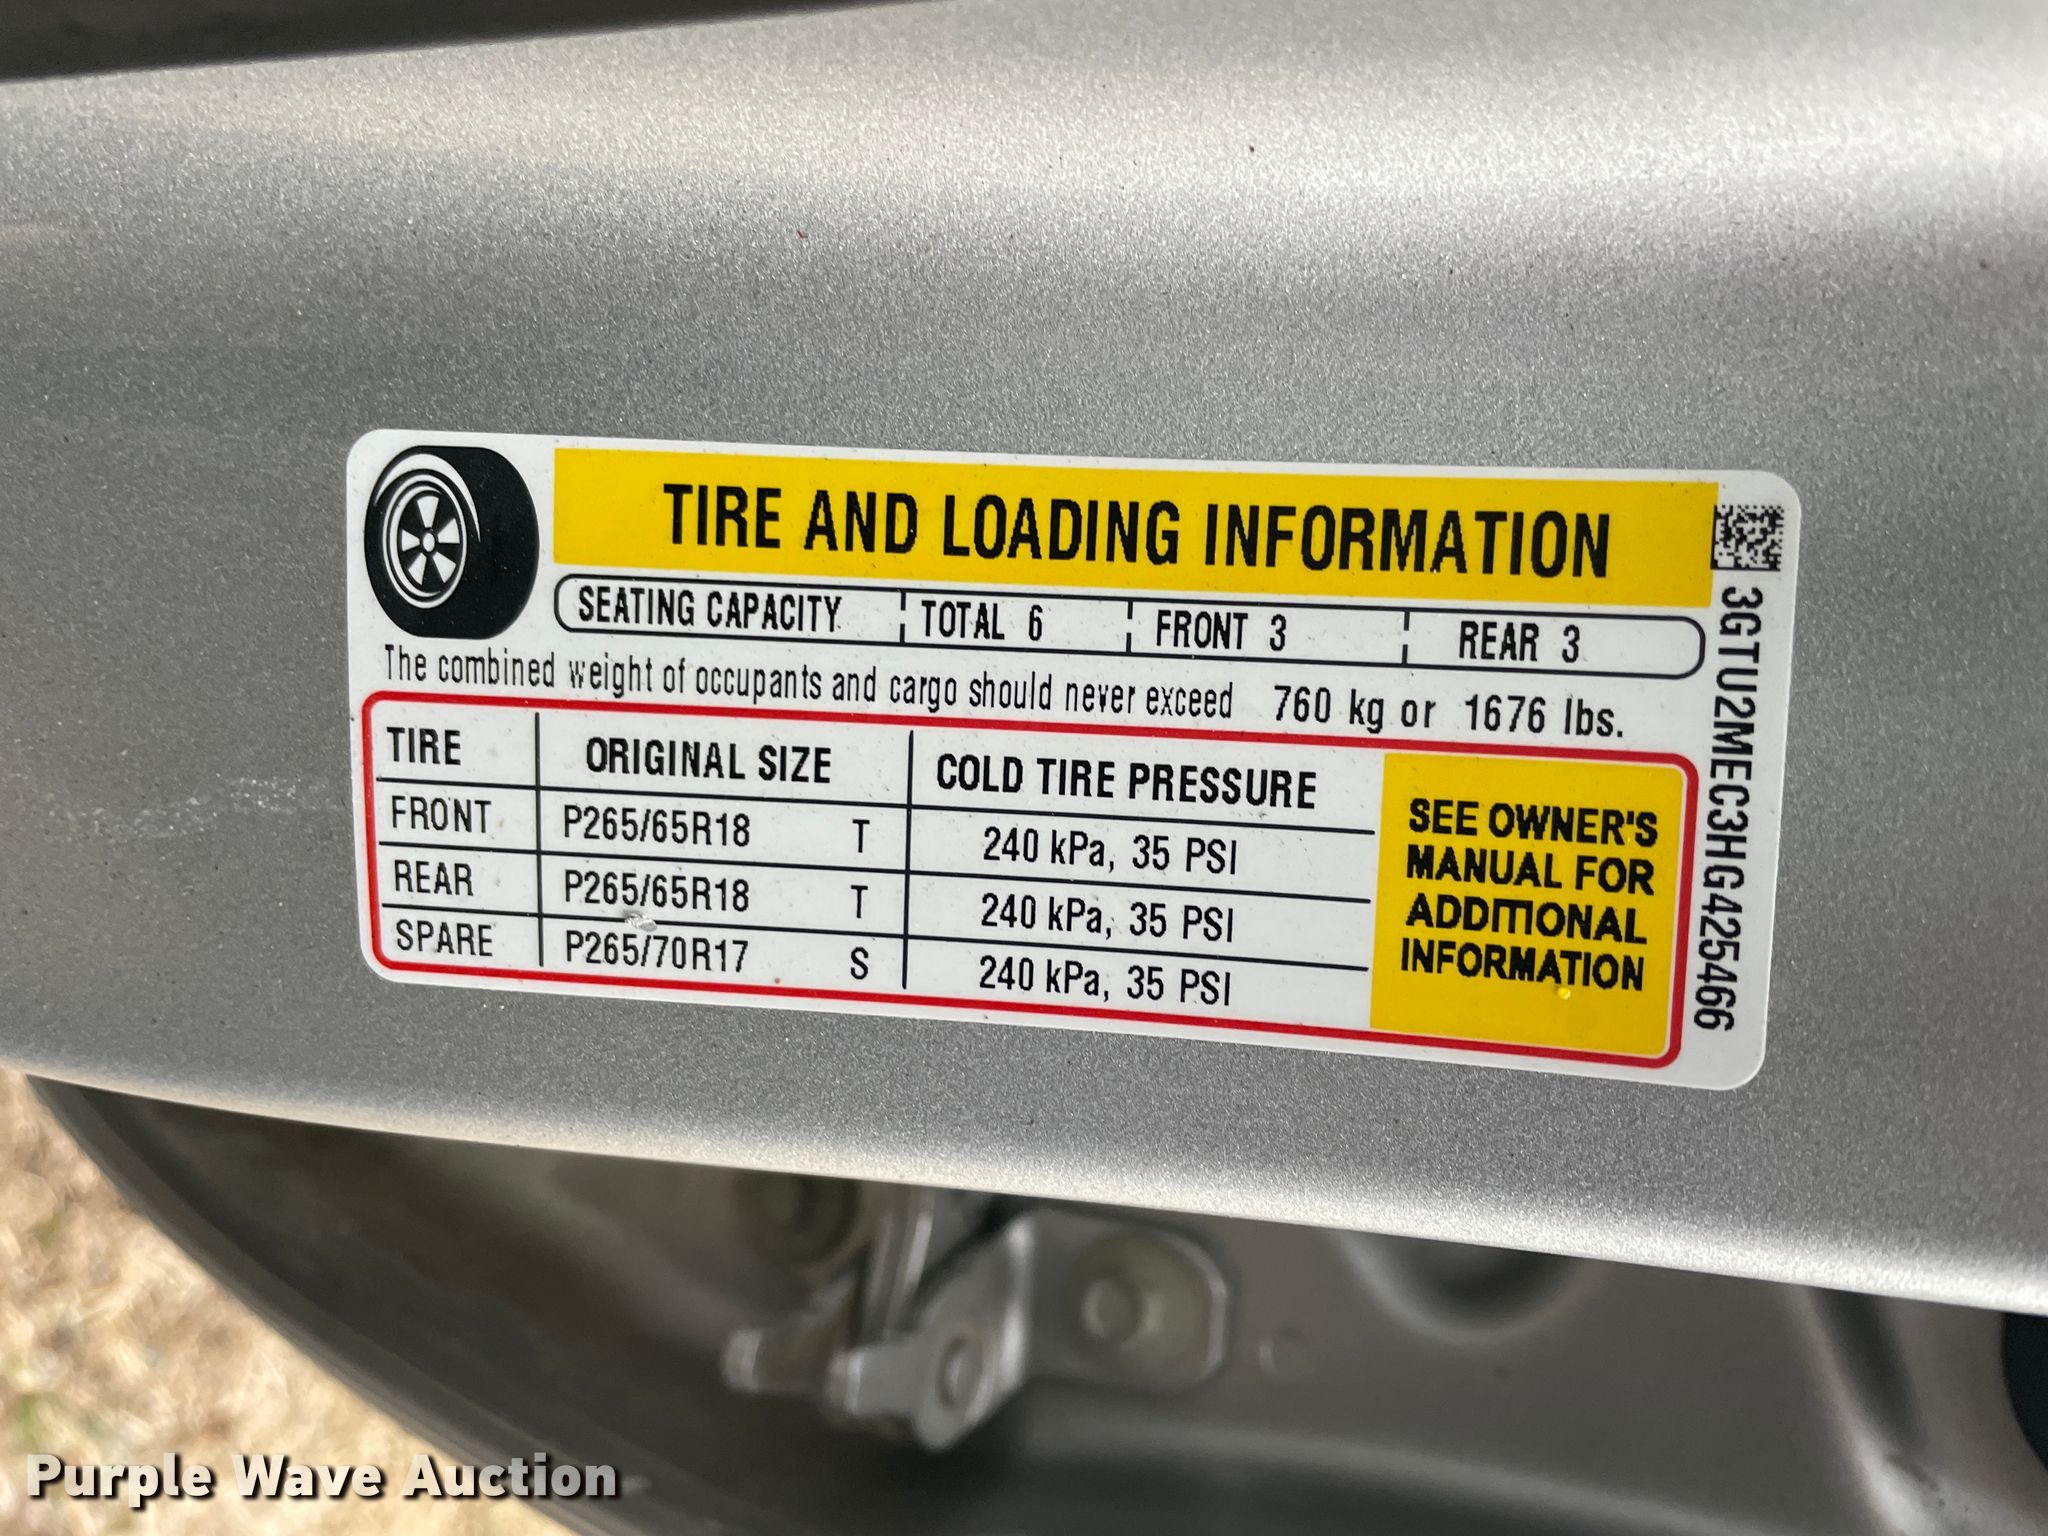 TIRE AND LOADING INFORMATION
SEATING CAPACITY TOTAL 6 FRONT 3 REAR 3
The combined weight of occupants and cargo should never exceed 760 kg or 1676 lbs.
TIRE ORIGINAL SIZE COLD TIRE PRESSURE
FRONT P265/65R18 T 240 kPa, 35 PSI
REAR P265/65R18 T 240 kPa, 35 PSI
SPARE P265/70R17 S 240 kPa, 35 PSI
SEE OWNER'S
MANUAL FOR
ADDITIONAL
INFORMATION
3GTU2MEC3HG425466
Purple Wave Auction